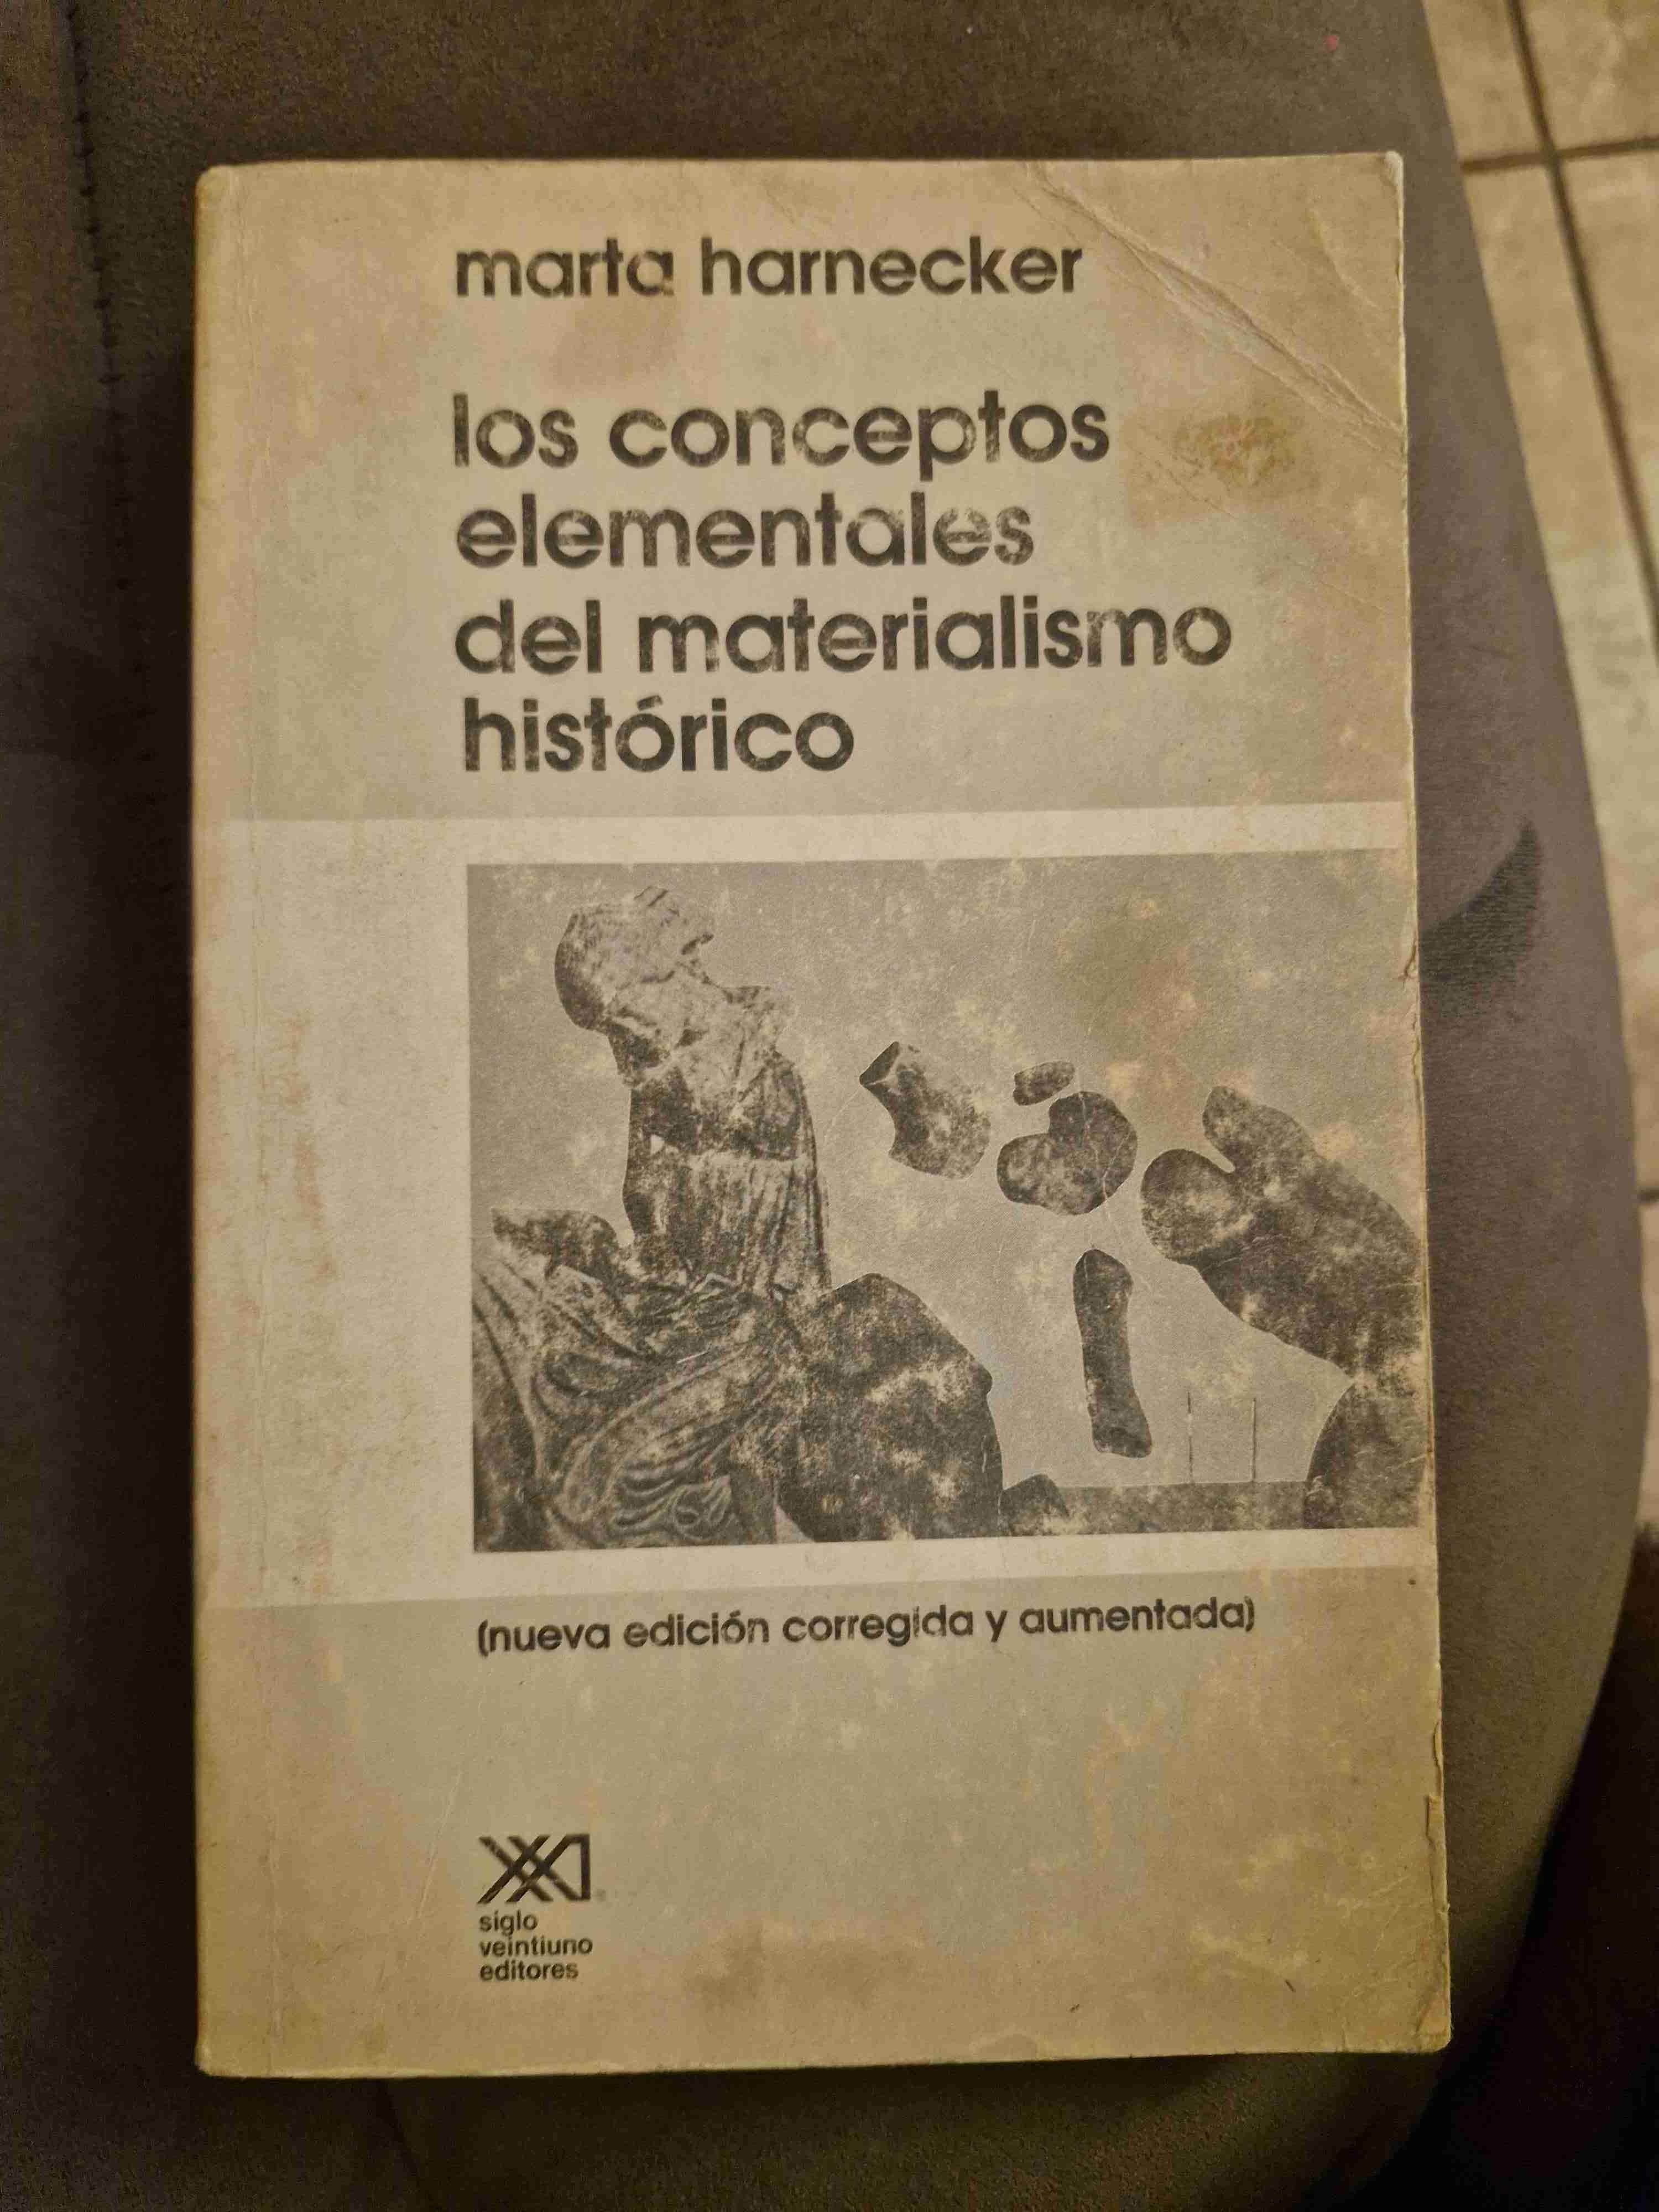 marta harnecker
los conceptos
elementales
del materialismo
histórico
(nueva edición corregida y aumentada)
siglo
veintiuno
editores